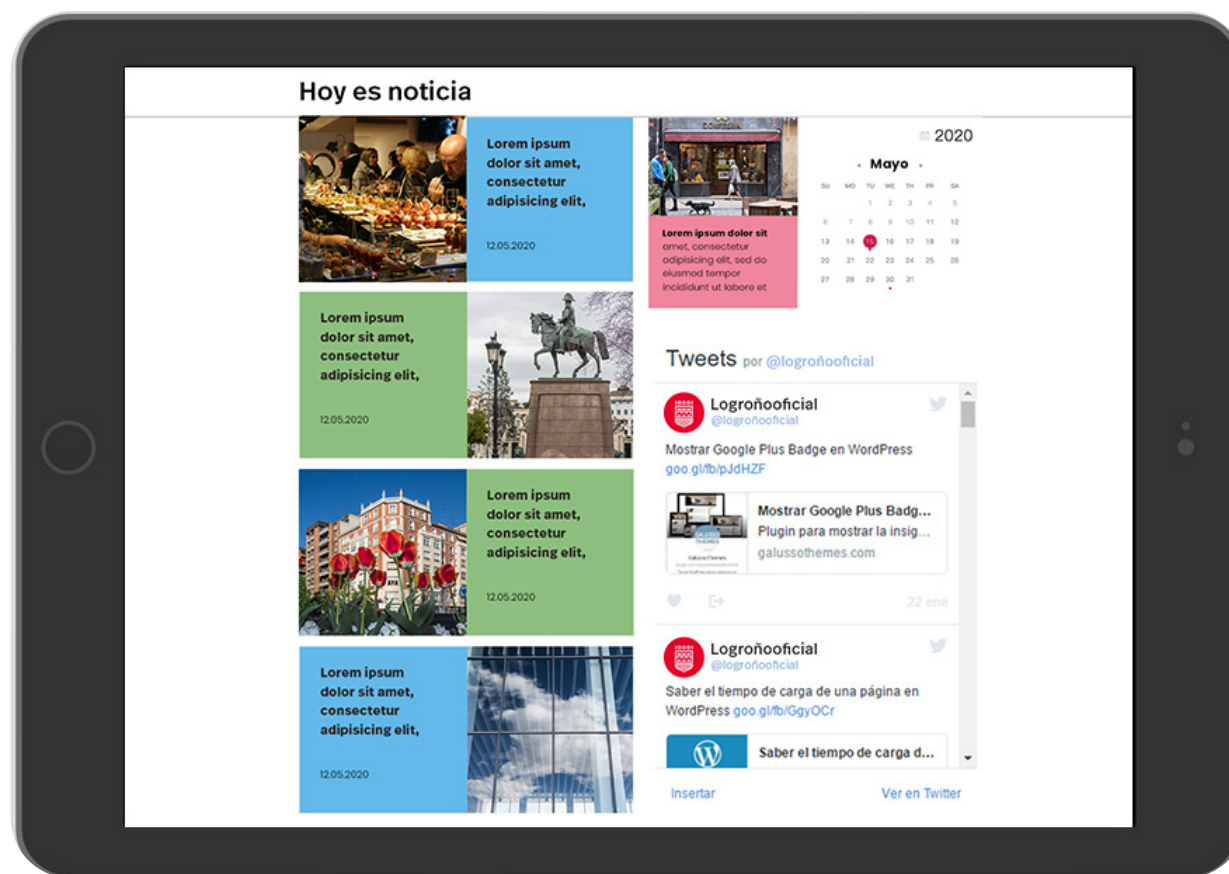 Hoy es noticia
Lorem ipsum
dolor sit amet,
consectetur
adipisicing elit,
12.05.2020
Lorem ipsum
dolor sit amet,
consectetur
adipisicing elit,
12.05.2020
Lorem ipsum
dolor sit amet,
consectetur
adipisicing elit,
12.05.2020
Lorem ipsum
dolor sit amet,
consectetur
adipisicing elit,
12.05.2020
Lorem ipsum dolor sit
amet, consectetur
adipisicing elit, sed do
eiusmod tempor
incididunt ut labore et
2020
Mayo
SU MO TU WE TH FR SA
1 2 3 4 5
6 7 8 9 10 11 12
13 14 15 16 17 18 19
20 21 22 23 24 25 26
27 28 29 30 31
Tweets por @logroñooficial
Logroñooficial
@logroñooficial
Mostrar Google Plus Badge en WordPress
goo.gl/fb/pJdHZF
GALUSSO
THEMES
GalussoThemes
Mostrar Google Plus Badg...
Plugin para mostrar la insig...
galussothemes.com
22 ene
Logroñooficial
@logroñooficial
Saber el tiempo de carga de una página en
WordPress goo.gl/fb/GgyOCr
Saber el tiempo de carga d...
Insertar
Ver en Twitter